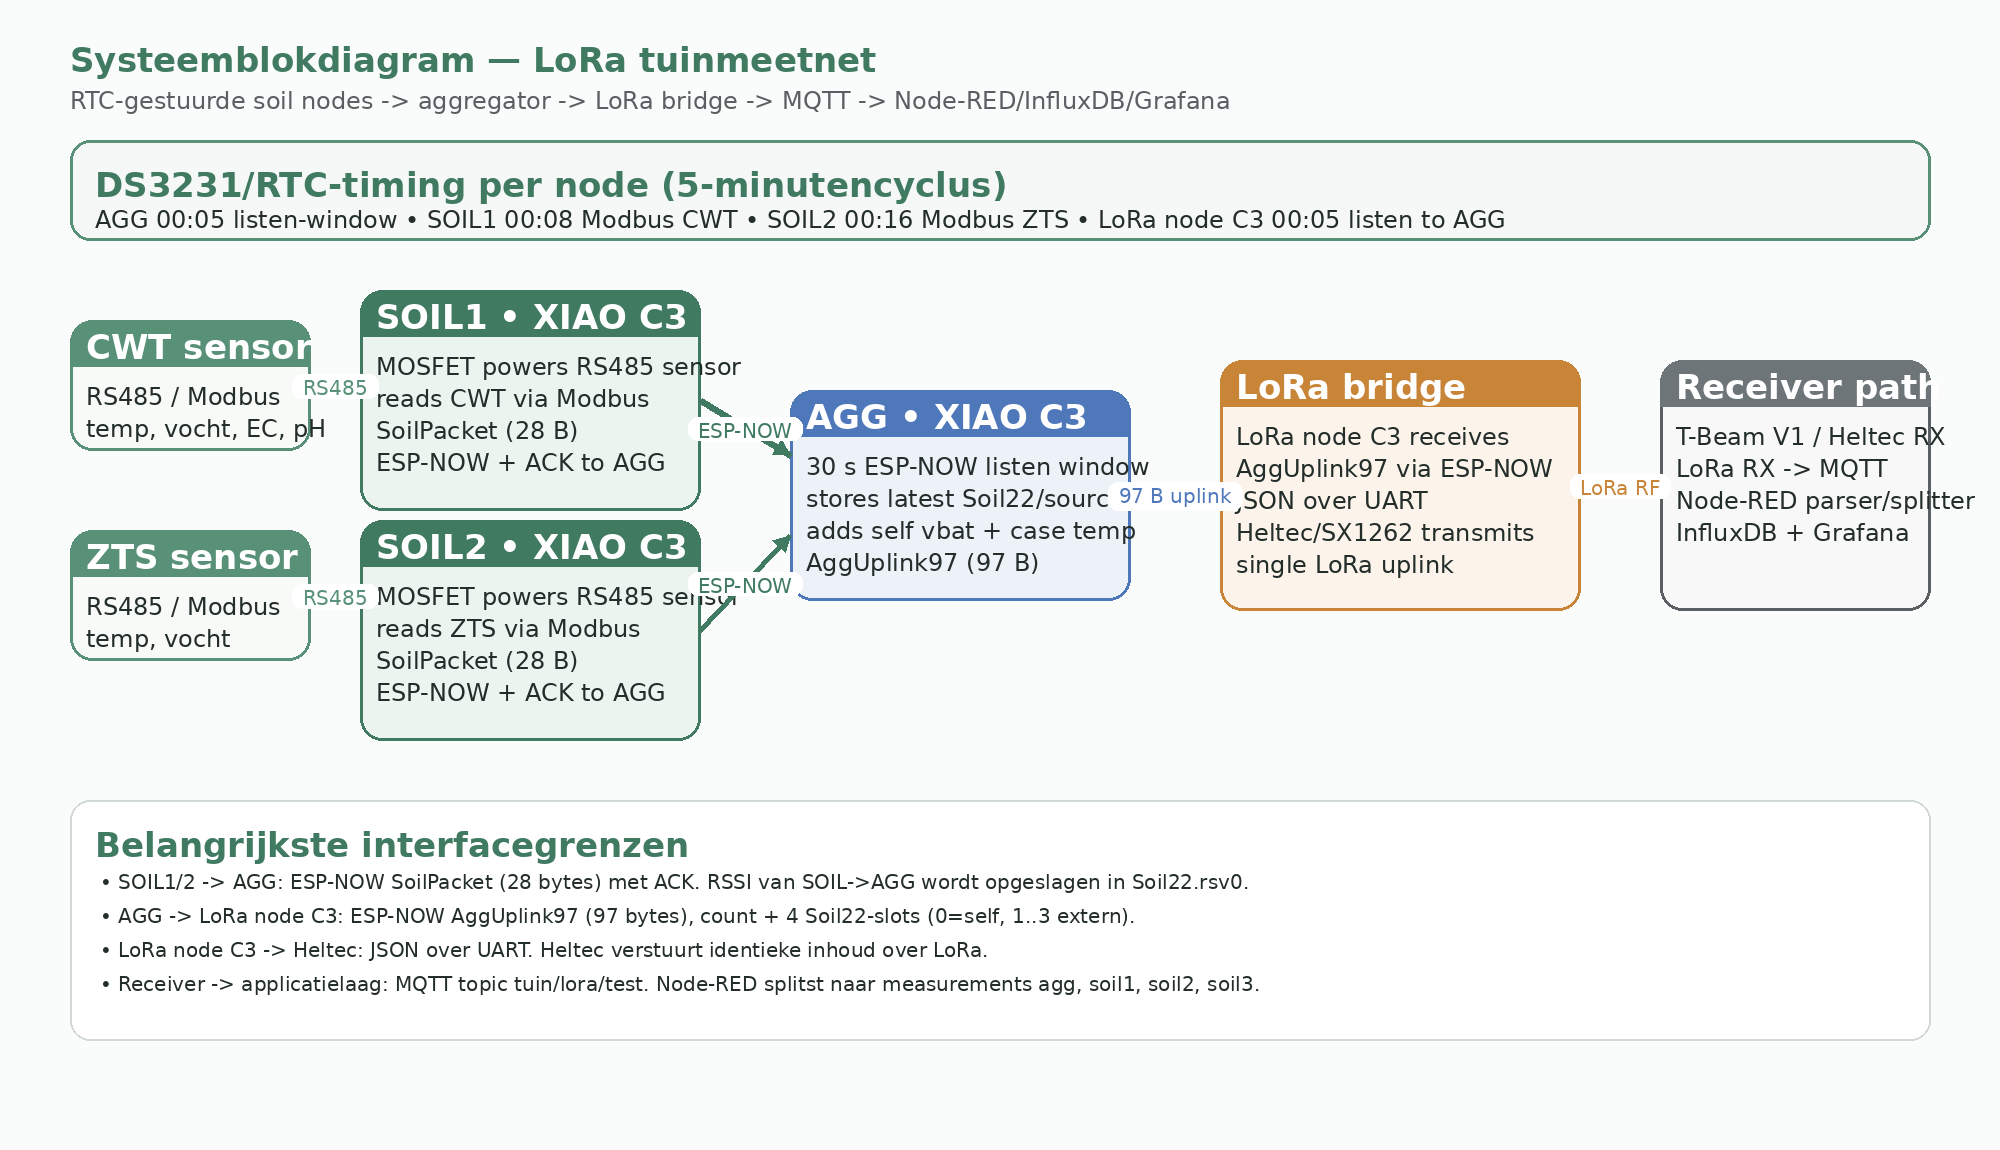 Systeemblokdiagram — LoRa tuinmeetnet
RTC-gestuurde soil nodes -> aggregator -> LoRa bridge -> MQTT -> Node-RED/InfluxDB/Grafana
DS3231/RTC-timing per node (5-minutencyclus)
AGG 00:05 listen-window • SOIL1 00:08 Modbus CWT • SOIL2 00:16 Modbus ZTS • LoRa node C3 00:05 listen to AGG
CWT sensor
RS485 / Modbus
temp, vocht, EC, pH
RS485
SOIL1 • XIAO C3
MOSFET powers RS485 sensor
reads CWT via Modbus
SoilPacket (28 B)
ESP-NOW + ACK to AGG
ESP-NOW
ZTS sensor
RS485 / Modbus
temp, vocht
RS485
SOIL2 • XIAO C3
MOSFET powers RS485 sensor
reads ZTS via Modbus
SoilPacket (28 B)
ESP-NOW + ACK to AGG
ESP-NOW
AGG • XIAO C3
30 s ESP-NOW listen window
stores latest Soil22/sourc
adds self vbat + case temp
AggUplink97 (97 B)
97 B uplink
LoRa bridge
LoRa node C3 receives
AggUplink97 via ESP-NOW
JSON over UART
Heltec/SX1262 transmits
single LoRa uplink
LoRa RF
Receiver path
T-Beam V1 / Heltec RX
LoRa RX -> MQTT
Node-RED parser/splitter
InfluxDB + Grafana
Belangrijkste interfacegrenzen
• SOIL1/2 -> AGG: ESP-NOW SoilPacket (28 bytes) met ACK. RSSI van SOIL->AGG wordt opgeslagen in Soil22.rsv0.
• AGG -> LoRa node C3: ESP-NOW AggUplink97 (97 bytes), count + 4 Soil22-slots (0=self, 1..3 extern).
• LoRa node C3 -> Heltec: JSON over UART. Heltec verstuurt identieke inhoud over LoRa.
• Receiver -> applicatielaag: MQTT topic tuin/lora/test. Node-RED splitst naar measurements agg, soil1, soil2, soil3.